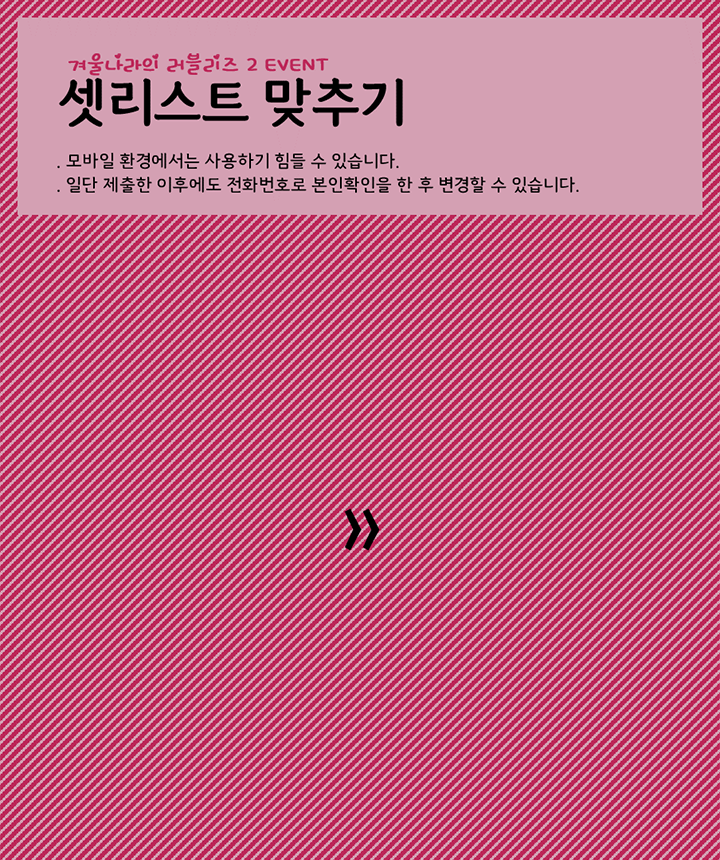 겨울나라의 러블리즈 2 EVENT
셋리스트 맞추기
. 모바일 환경에서는 사용하기 힘들 수 있습니다.
. 일단 제출한 이후에도 전화번호로 본인확인을 한 후 변경할 수 있습니다.
»